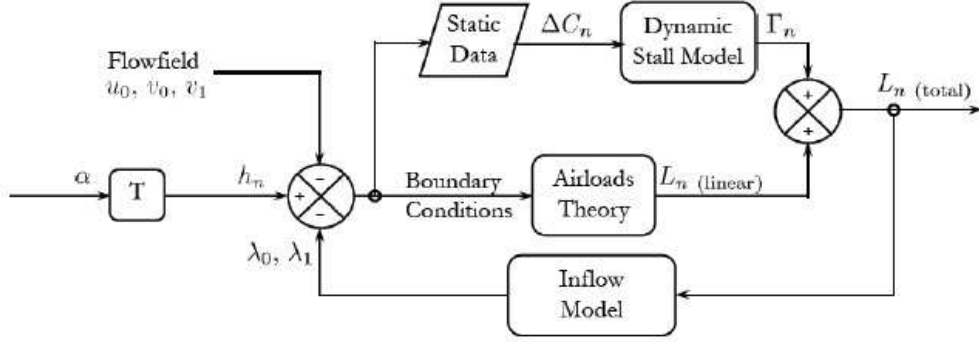 Static
Data
ΔC_n
Dynamic
Stall Model
Γ_n
Flowfield
u_0, v_0, v_1
+
+
L_n (total)
α
T
h_n
−
+
−
Boundary
Conditions
Airloads
Theory
L_n (linear)
λ_0, λ_1
Inflow
Model